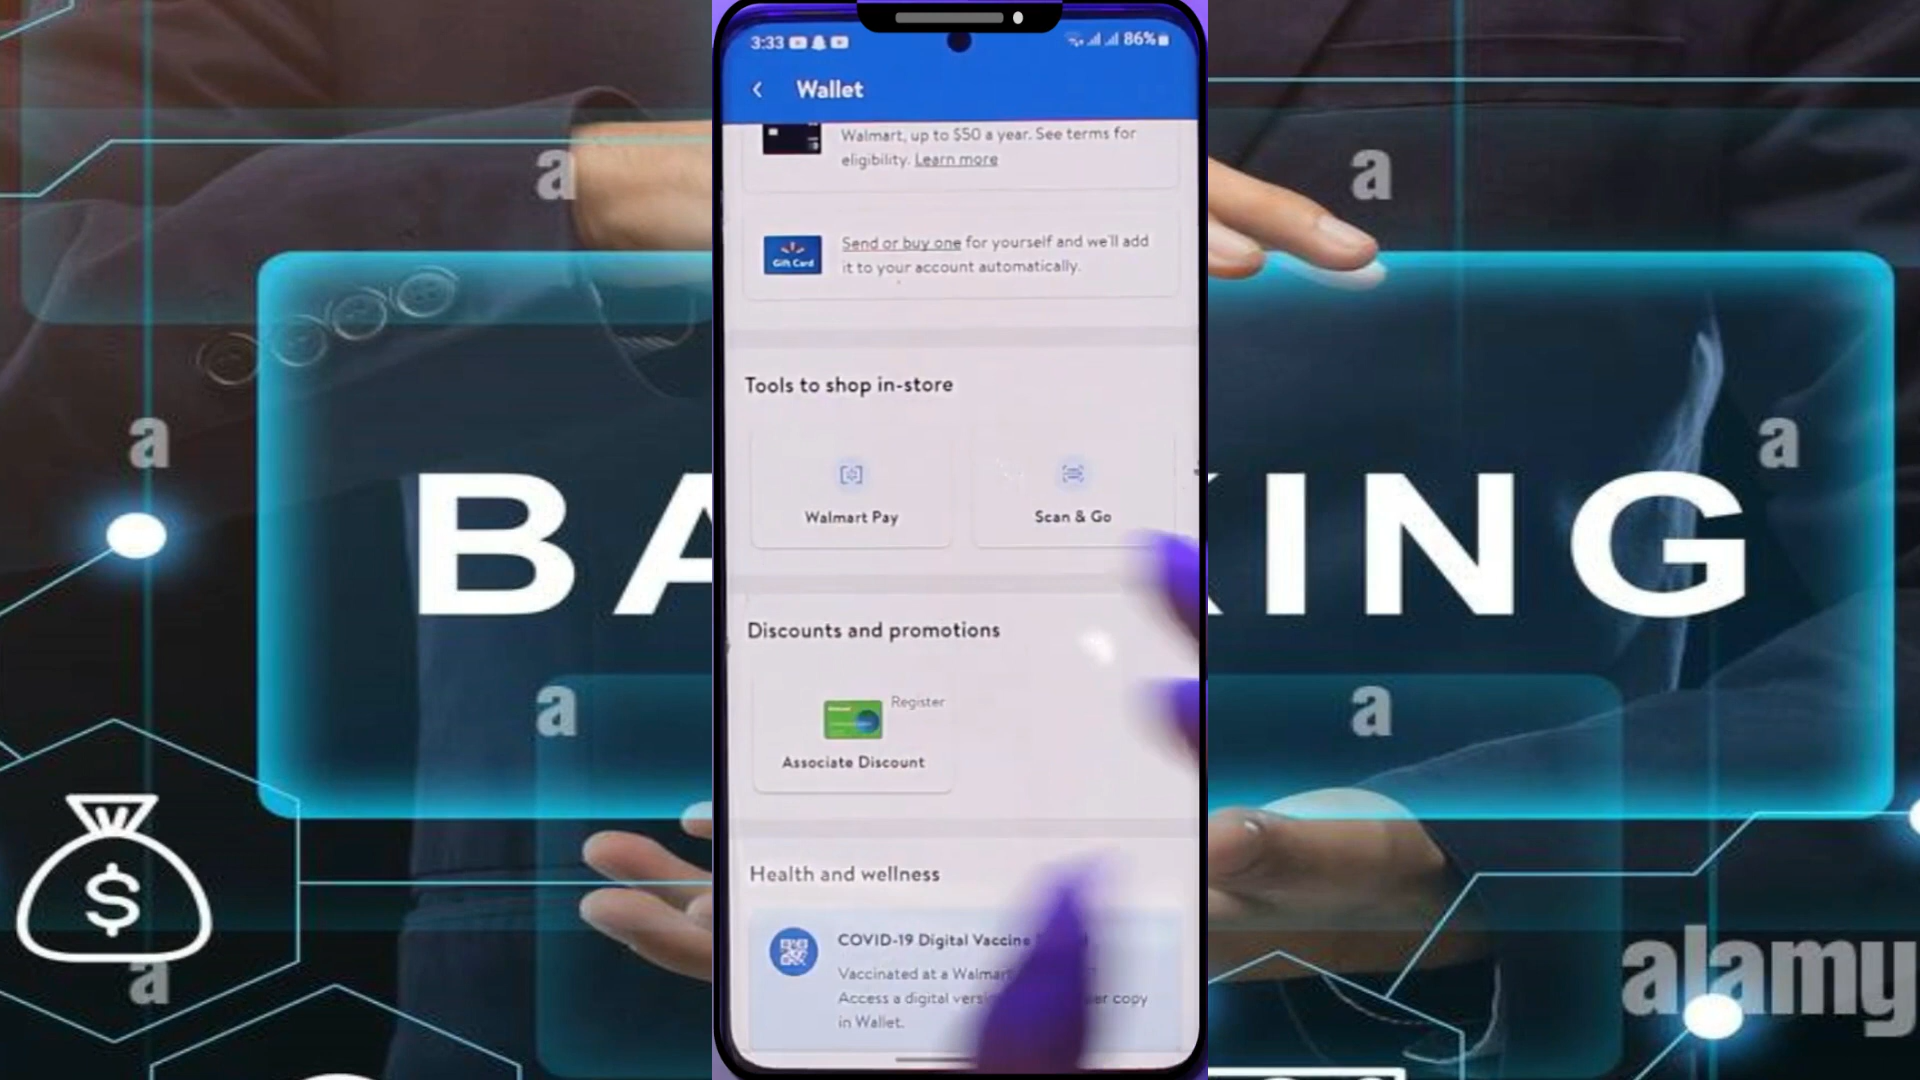 3:33
86%
Wallet
Walmart, up to $50 a year. See terms for
eligibility. Learn more
Gift Card
Send or buy one for yourself and we'll add
it to your account automatically.
Tools to shop in-store
Walmart Pay
Scan & Go
Discounts and promotions
Register
Associate Discount
Health and wellness
COVID-19 Digital Vaccine
Vaccinated at a Walmart
Access a digital copy
in Wallet.
BA
KING
$
a
a
a
a
a
a
a
alamy